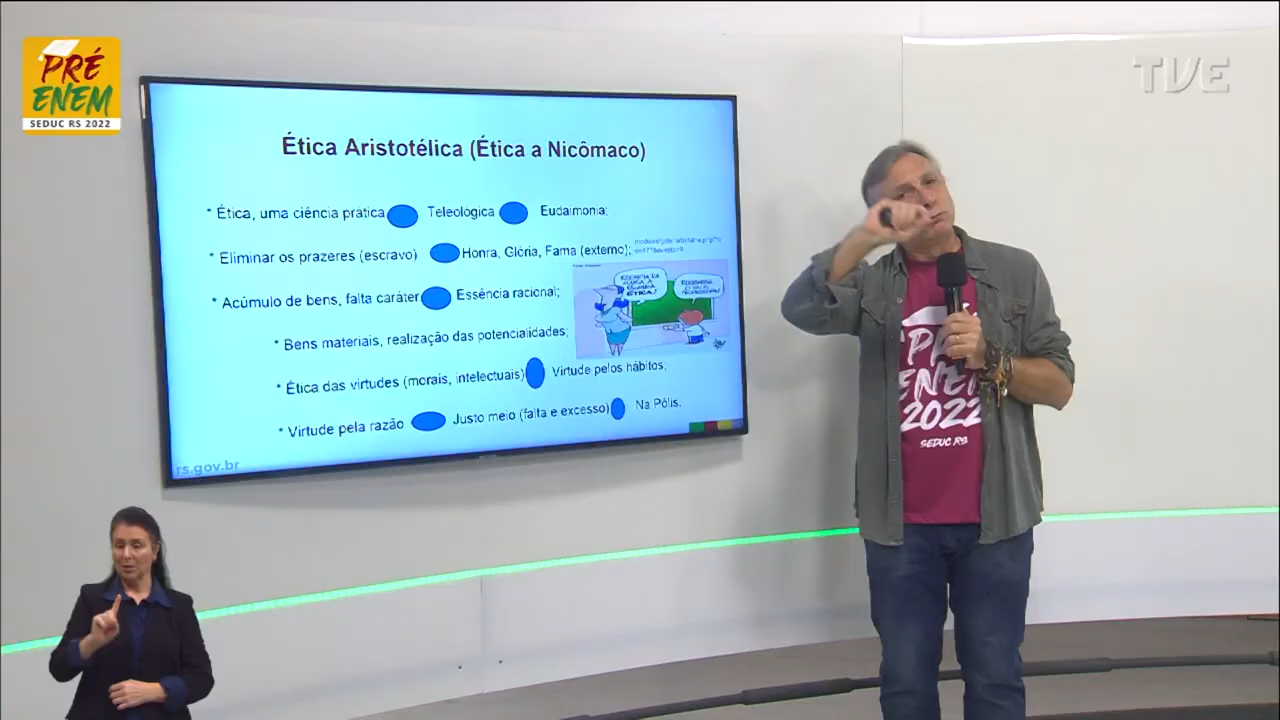 PRÉ
ENEM
SEDUC RS 2022
TVE
Ética Aristotélica (Ética a Nicômaco)
* Ética, uma ciência prática Teleológica Eudaimonia;
* Eliminar os prazeres (escravo) Honra, Glória, Fama (externo);
* Acúmulo de bens, falta caráter Essência racional;
* Bens materiais, realização das potencialidades;
* Ética das virtudes (morais, intelectuais) Virtude pelos hábitos;
* Virtude pela razão Justo meio (falta e excesso) Na Pólis.
rs.gov.br
PRÉ
ENEM
2022
SEDUC RS